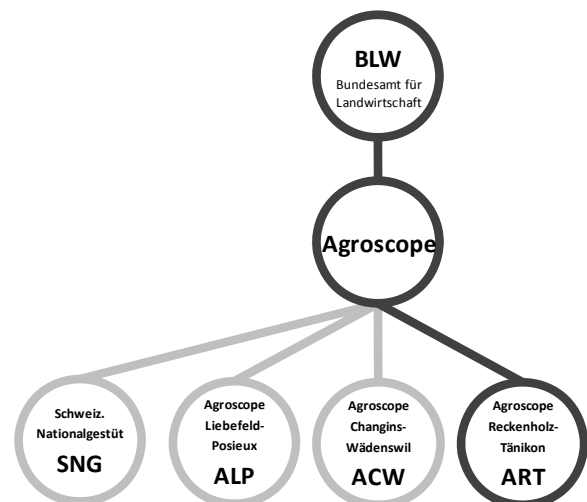 BLW
Bundesamt für
Landwirtschaft
Agroscope
Schweiz.
Nationalgestüt
SNG
Agroscope
Liebefeld-
Posieux
ALP
Agroscope
Changins-
Wädenswil
ACW
Agroscope
Reckenholz-
Tänikon
ART